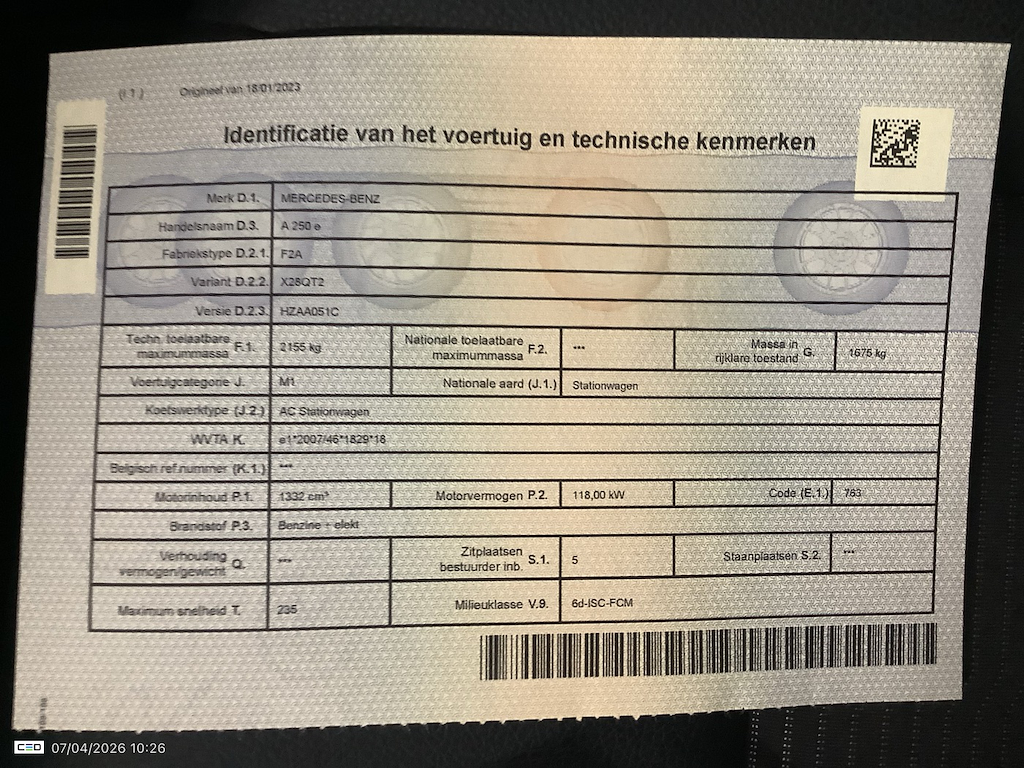 (I 1.) Origineel van 18/01/2023
Identificatie van het voertuig en technische kenmerken
Merk D.1. MERCEDES-BENZ
Handelsnaam D.3. A 250 e
Fabriekstype D.2.1. F2A
Variant D.2.2. X28QT2
Versie D.2.3. HZAA051C
Techn. toelaatbare maximummassa F.1. 2155 kg Nationale toelaatbare maximummassa F.2. *** Massa in rijklare toestand G. 1675 kg
Voertuigcategorie J. M1 Nationale aard (J.1.) Stationwagen
Koetswerktype (J.2.) AC Stationwagen
WVTA K. e1*2007/46*1829*18
Belgisch ref.nummer (K.1.) ***
Motorinhoud P.1. 1332 cm³ Motorvermogen P.2. 118,00 kW Code (E.1.) 763
Brandstof P.3. Benzine + elekt
Verhouding vermogen/gewicht Q. *** Zitplaatsen bestuurder inb. S.1. 5 Staanplaatsen S.2. ***
Maximum snelheid T. 235 Milieuklasse V.9. 6d-ISC-FCM
CEO 07/04/2026 10:26